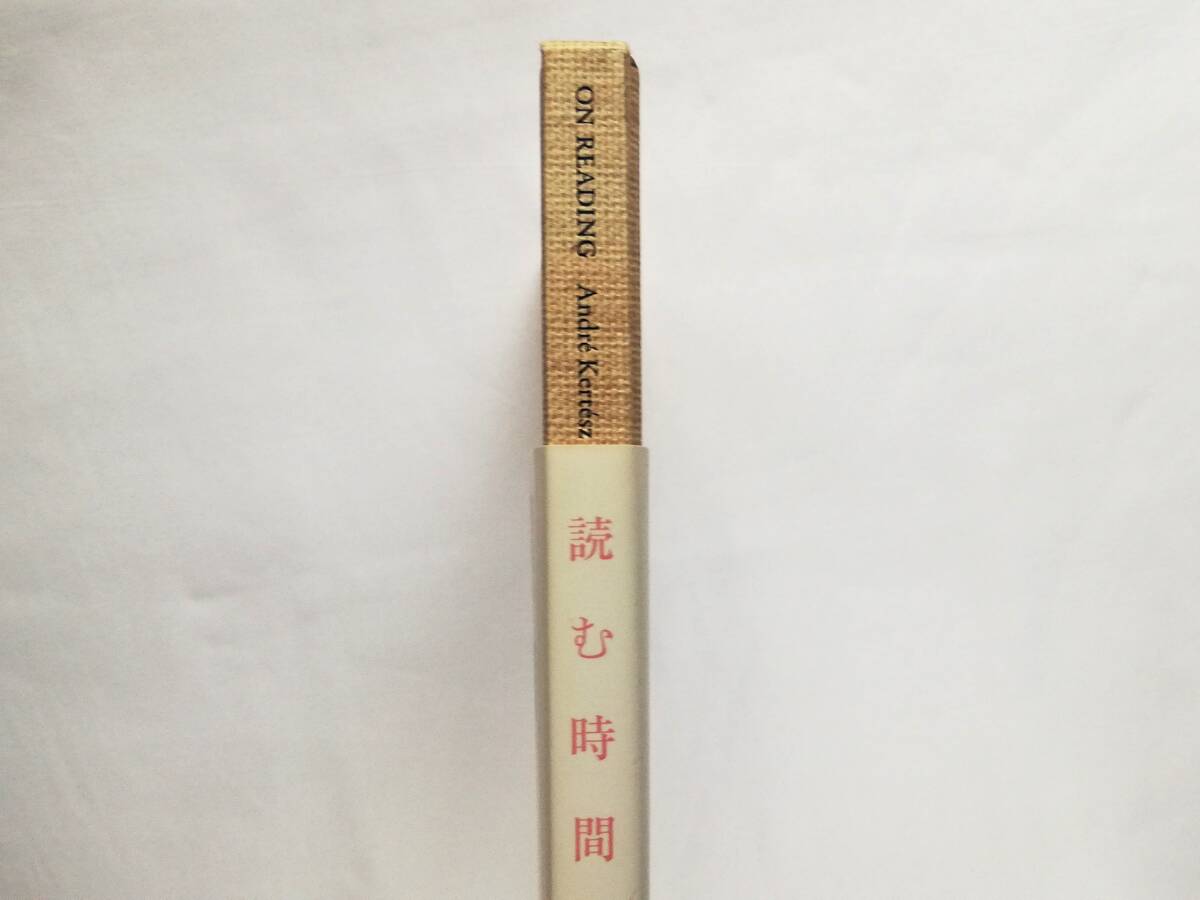 ON READING André Kertész
読む時間